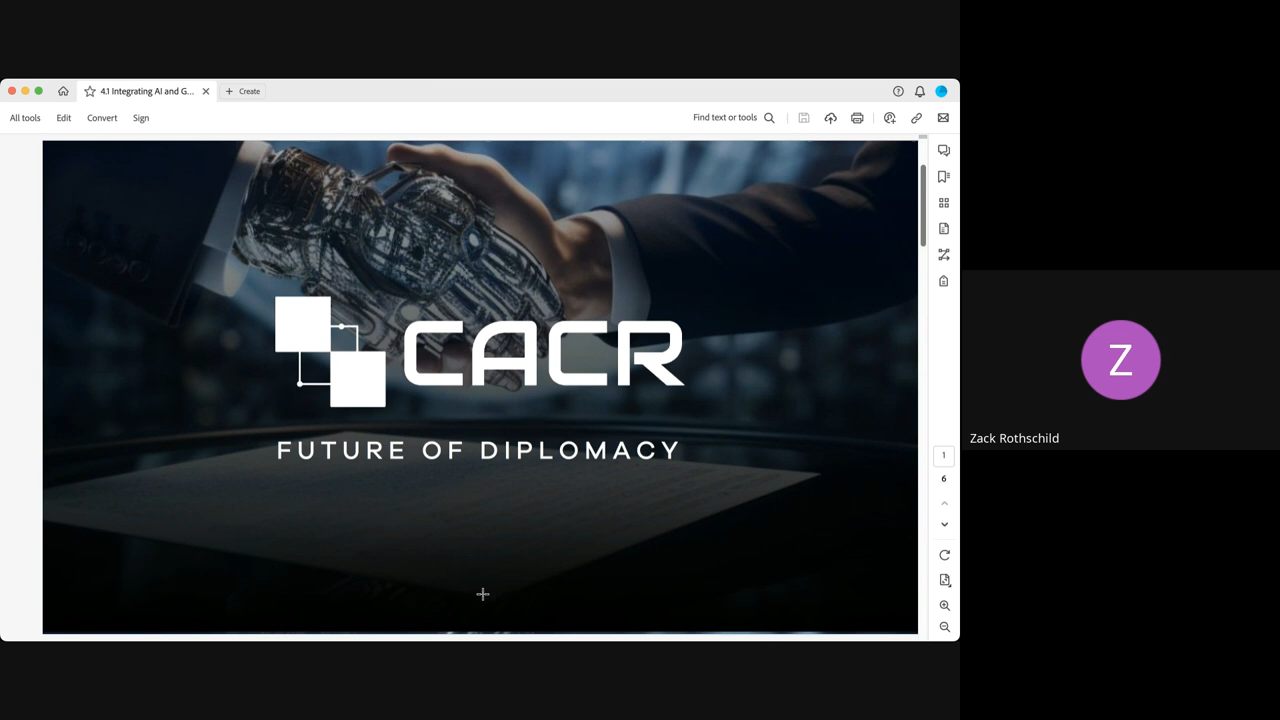 4.1 Integrating AI and G...
Create
All tools
Edit
Convert
Sign
Find text or tools
CACR
FUTURE OF DIPLOMACY
1
6
Z
Zack Rothschild